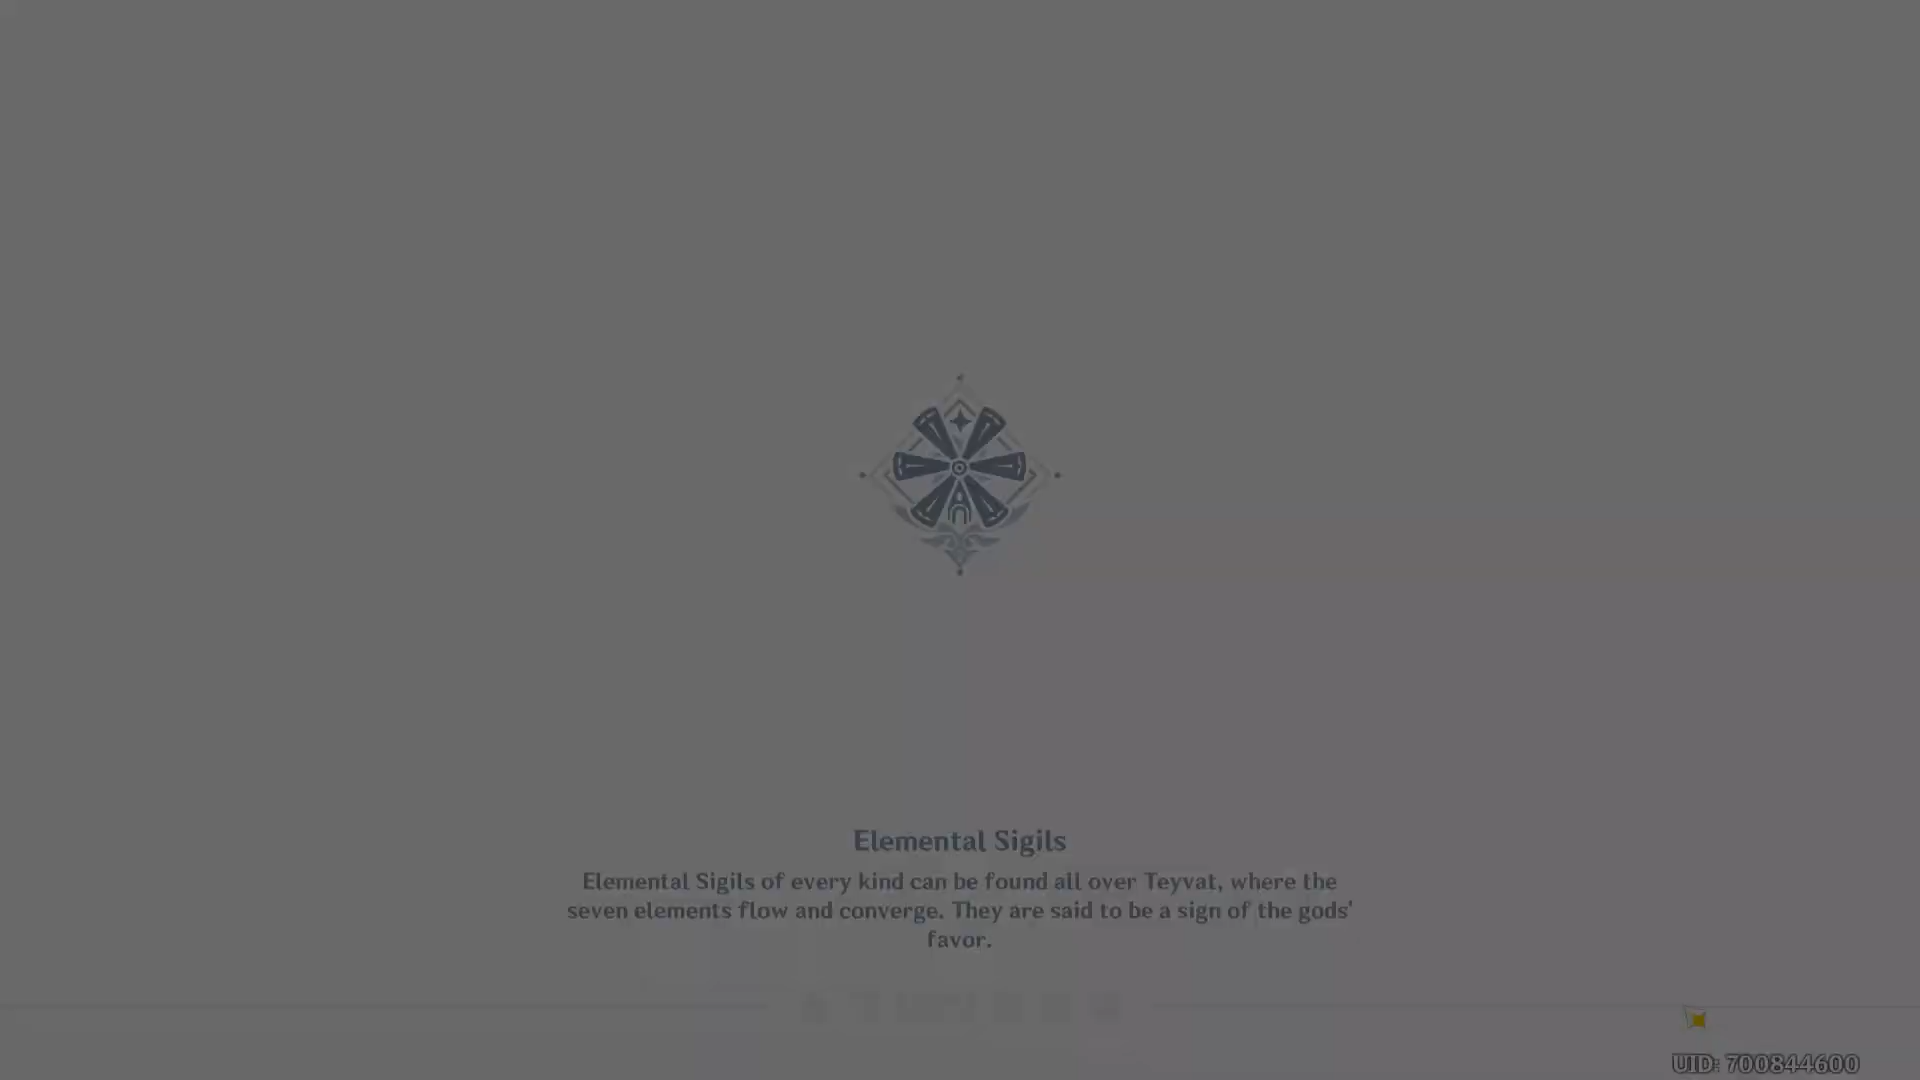 Elemental Sigils
Elemental Sigils of every kind can be found all over Teyvat, where the
seven elements flow and converge. They are said to be a sign of the gods'
favor.
UID: 700844600